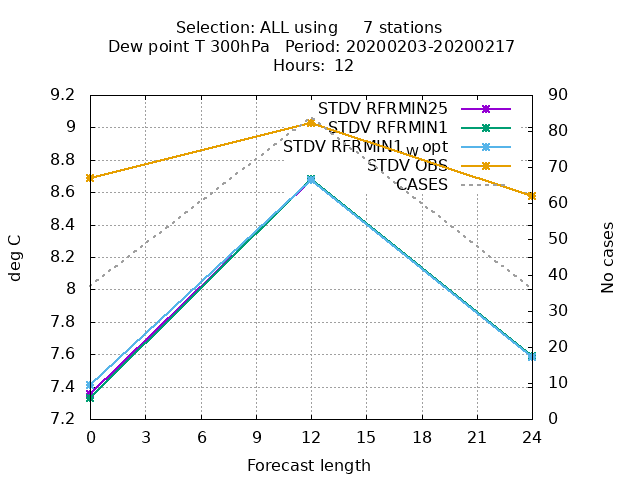 Selection: ALL using 7 stations
Dew point T 300hPa Period: 20200203-20200217
Hours: 12
STDV RFRMIN25
STDV RFRMIN1
STDV RFRMIN1_w opt
STDV OBS
CASES
9.2
9
8.8
8.6
8.4
8.2
8
7.8
7.6
7.4
7.2
deg C
90
80
70
60
50
40
30
20
10
0
No cases
0 3 6 9 12 15 18 21 24
Forecast length